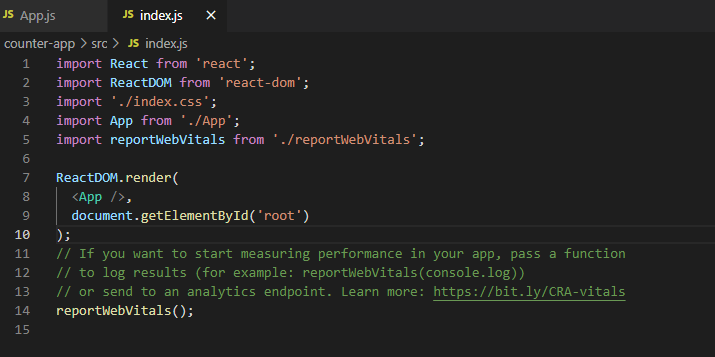 JS App.js JS index.js ×
counter-app > src > JS index.js
1 import React from 'react';
2 import ReactDOM from 'react-dom';
3 import './index.css';
4 import App from './App';
5 import reportWebVitals from './reportWebVitals';
6
7 ReactDOM.render(
8 <App />,
9 document.getElementById('root')
10 );
11 // If you want to start measuring performance in your app, pass a function
12 // to log results (for example: reportWebVitals(console.log))
13 // or send to an analytics endpoint. Learn more: https://bit.ly/CRA-vitals
14 reportWebVitals();
15